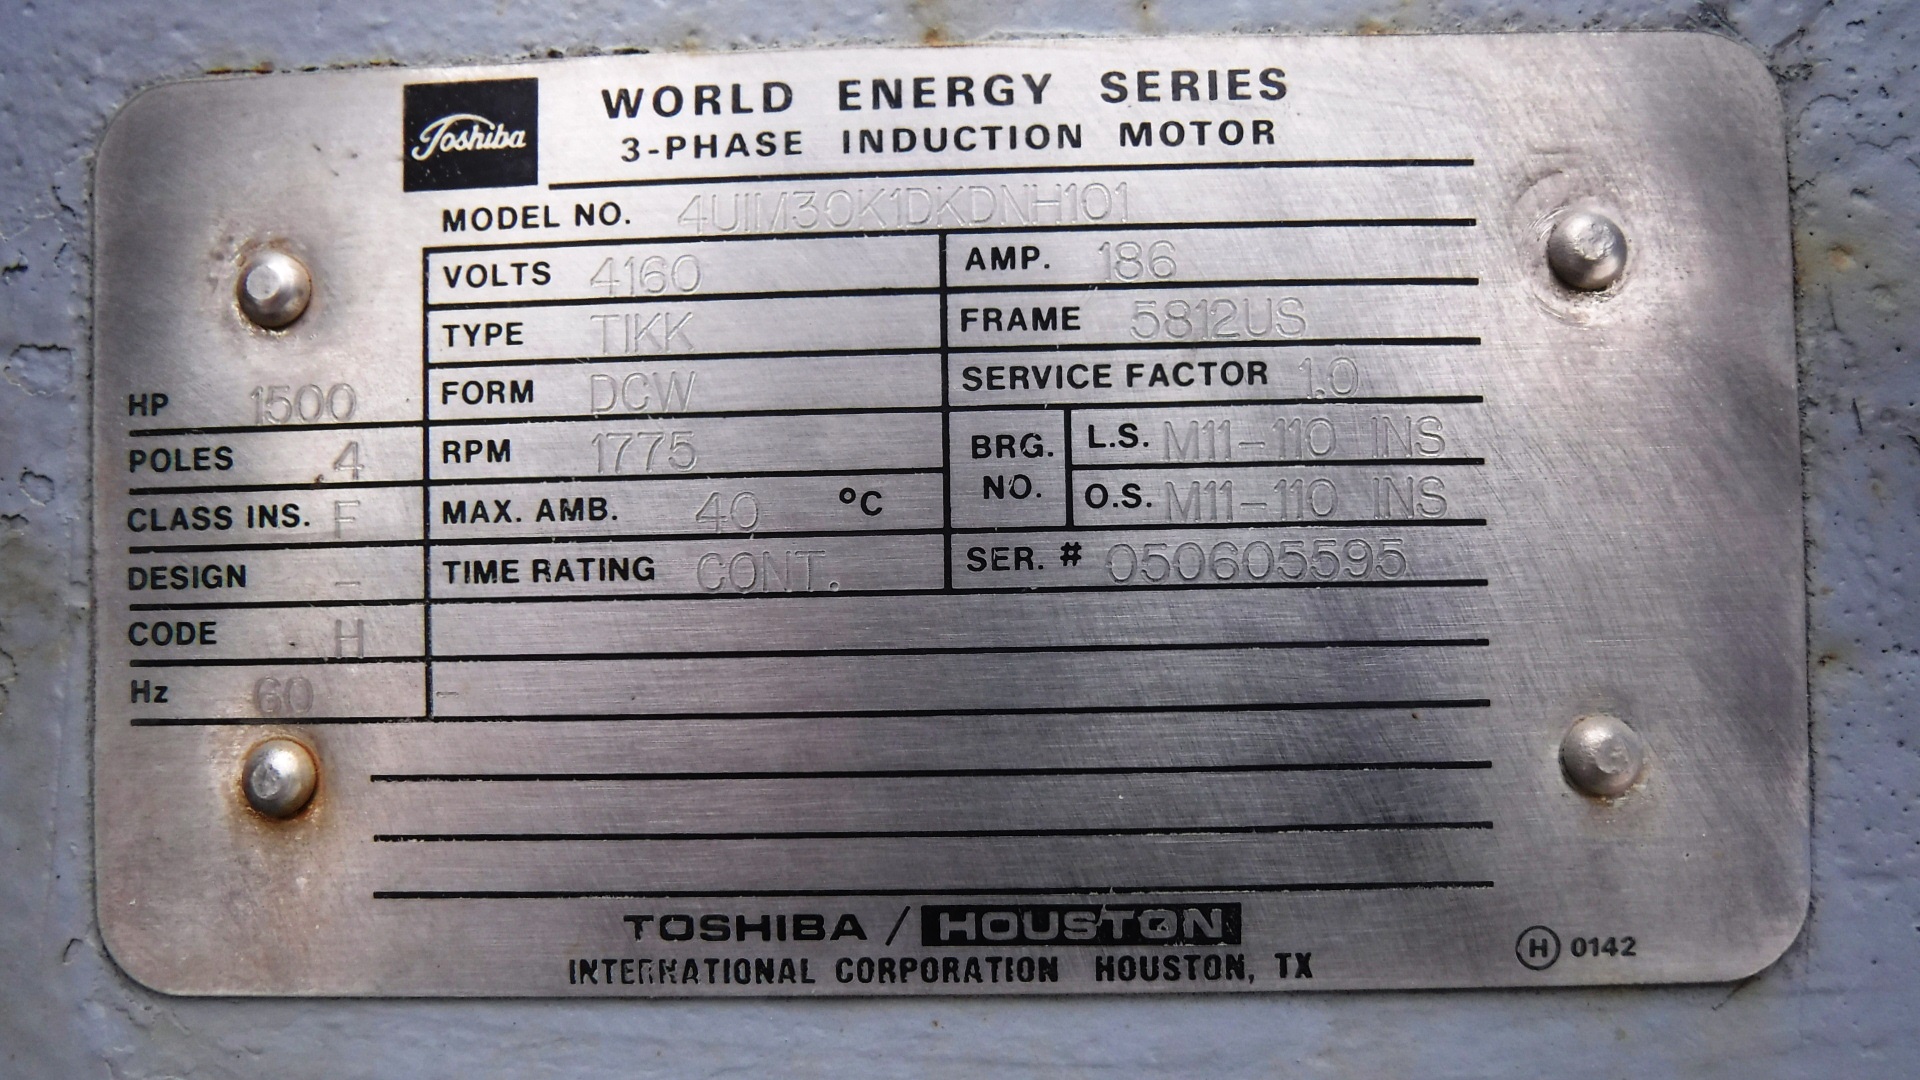 Toshiba
WORLD ENERGY SERIES
3-PHASE INDUCTION MOTOR
MODEL NO. 4UIM30K1DKDNH101
VOLTS 4160 AMP. 186
TYPE TIKK FRAME 5812US
FORM DCW SERVICE FACTOR 1.0
HP 1500
RPM 1775 BRG. NO. L.S. M11-110 INS
POLES 4
MAX. AMB. 40 °C O.S. M11-110 INS
CLASS INS. F
TIME RATING CONT. SER. # 050605595
DESIGN -
CODE H
Hz 60 -
TOSHIBA / HOUSTON
INTERNATIONAL CORPORATION HOUSTON, TX
H 0142